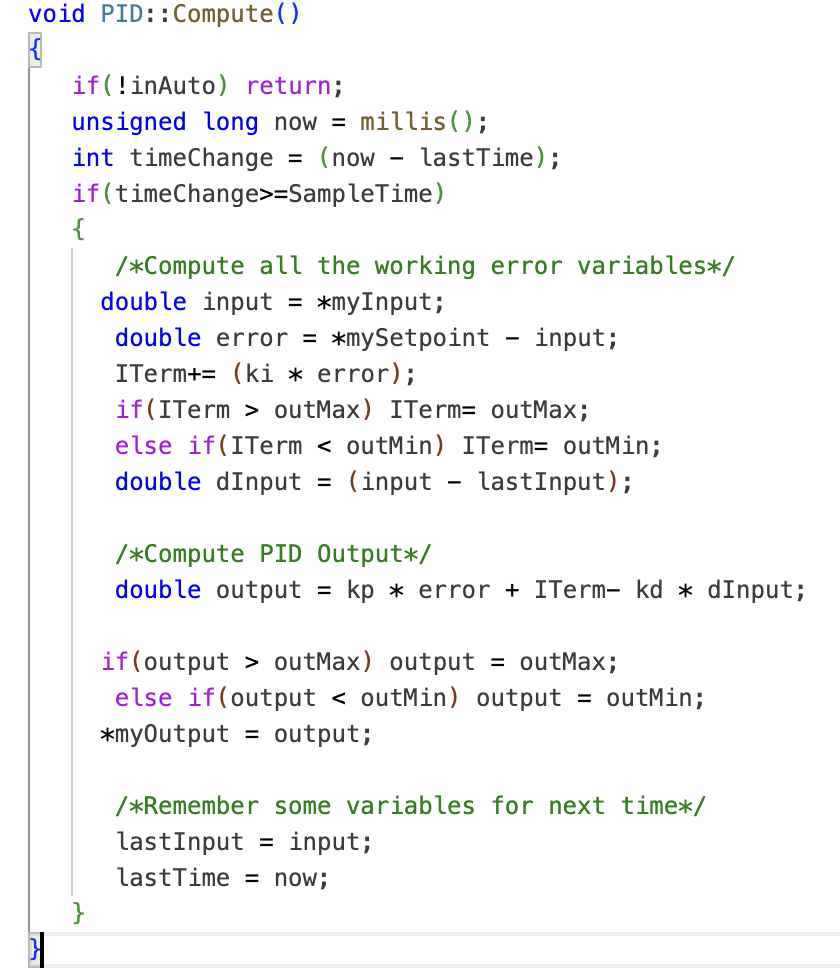 void PID::Compute()
{
if(!inAuto) return;
unsigned long now = millis();
int timeChange = (now - lastTime);
if(timeChange>=SampleTime)
{
/*Compute all the working error variables*/
double input = *myInput;
double error = *mySetpoint - input;
ITerm+= (ki * error);
if(ITerm > outMax) ITerm= outMax;
else if(ITerm < outMin) ITerm= outMin;
double dInput = (input - lastInput);
/*Compute PID Output*/
double output = kp * error + ITerm- kd * dInput;
if(output > outMax) output = outMax;
else if(output < outMin) output = outMin;
*myOutput = output;
/*Remember some variables for next time*/
lastInput = input;
lastTime = now;
}
}